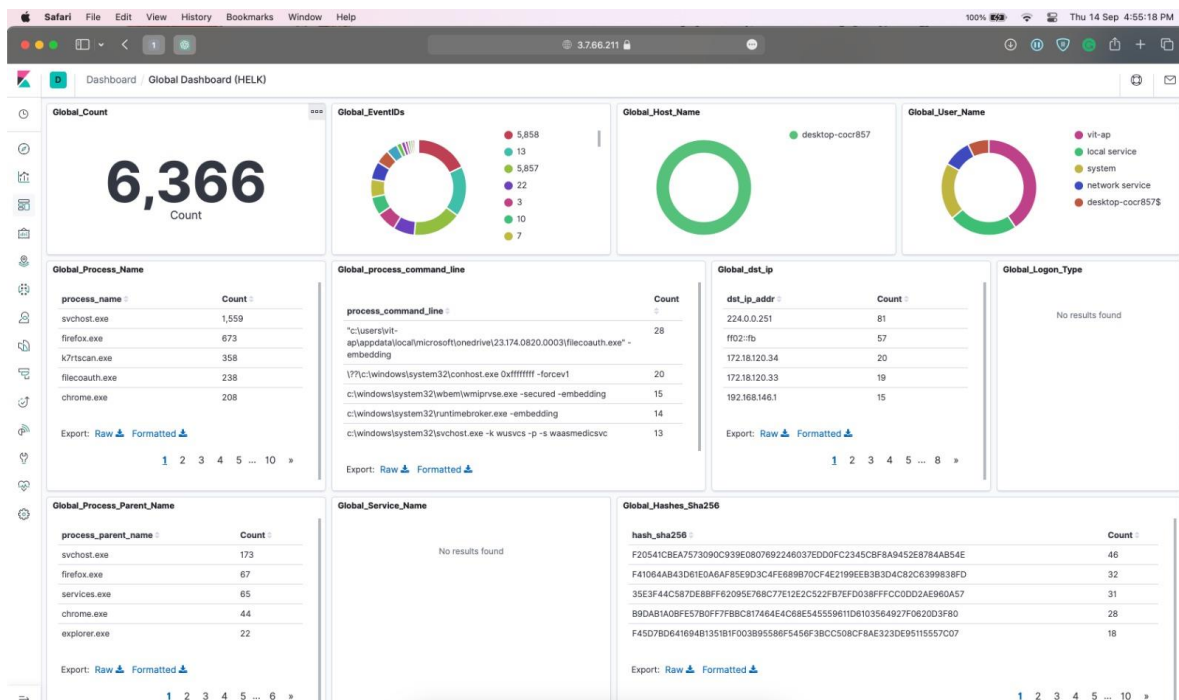 Safari File Edit View History Bookmarks Window Help
100% Thu 14 Sep 4:55:18 PM
1 3.7.66.211
D Dashboard / Global Dashboard (HELK)
Global_Count
6,366
Count
Global_EventIDs
5,858
13
5,857
22
3
10
7
Global_Host_Name
desktop-cocr857
Global_User_Name
vit-ap
local service
system
network service
desktop-cocr857$
Global_Process_Name
process_name Count
svchost.exe 1,559
firefox.exe 673
k7rtscan.exe 358
filecoauth.exe 238
chrome.exe 208
Export: Raw Formatted
1 2 3 4 5 ... 10 »
Global_process_command_line
process_command_line Count
"c:\users\vit-
ap\appdata\local\microsoft\onedrive\23.174.0820.0003\filecoauth.exe" -
embedding 28
\??\c:\windows\system32\conhost.exe 0xffffffff -forcev1 20
c:\windows\system32\wbem\wmiprvse.exe -secured -embedding 15
c:\windows\system32\runtimebroker.exe -embedding 14
c:\windows\system32\svchost.exe -k wusvcs -p -s waasmedicsvc 13
Export: Raw Formatted
Global_dst_ip
dst_ip_addr Count
224.0.0.251 81
ff02::fb 57
172.18.120.34 20
172.18.120.33 19
192.168.146.1 15
Export: Raw Formatted
1 2 3 4 5 ... 8 »
Global_Logon_Type
No results found
Global_Process_Parent_Name
process_parent_name Count
svchost.exe 173
firefox.exe 67
services.exe 65
chrome.exe 44
explorer.exe 22
Export: Raw Formatted
1 2 3 4 5 ... 6 »
Global_Service_Name
No results found
Global_Hashes_Sha256
hash_sha256 Count
F20541CBEA7573090C939E0807692246037EDD0FC2345CBF8A9452E8784AB54E 46
F41064AB43D61E0A6AF85E9D3C4FE689B70CF4E2199EEB3B3D4C82C6399838FD 32
35E3F44C587DE8BFF62095E768C77E12E2C522FB7EFD038FFFCC0DD2AE960A57 31
B9DAB1A0BFE57B0FF7FBBC817464E4C68E545559611D6103564927F0620D3F80 28
F45D7BD641694B1351B1F003B95586F5456F3BCC508CF8AE323DE95115557C07 18
Export: Raw Formatted
1 2 3 4 5 ... 10 »